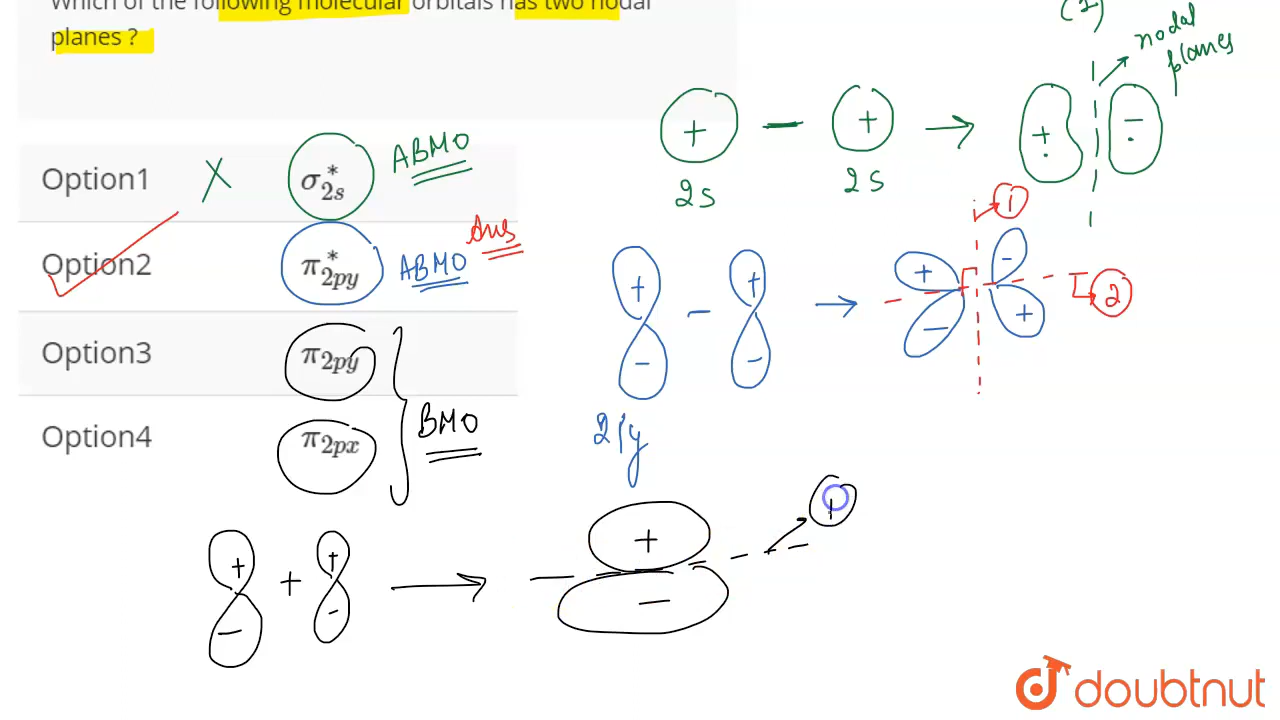 Which of the following molecular orbitals has two nodal
planes ?
(1)
nodal
planes
+ - + → + -
2s 2s
Option1 X σ*2s ABMO
Option2 π*2py ABMO Ans
+ - + → + - 1
- - - + 2
2py
Option3 π2py
Option4 π2px
BMO
+ + + → + 1
- - -
doubtnut